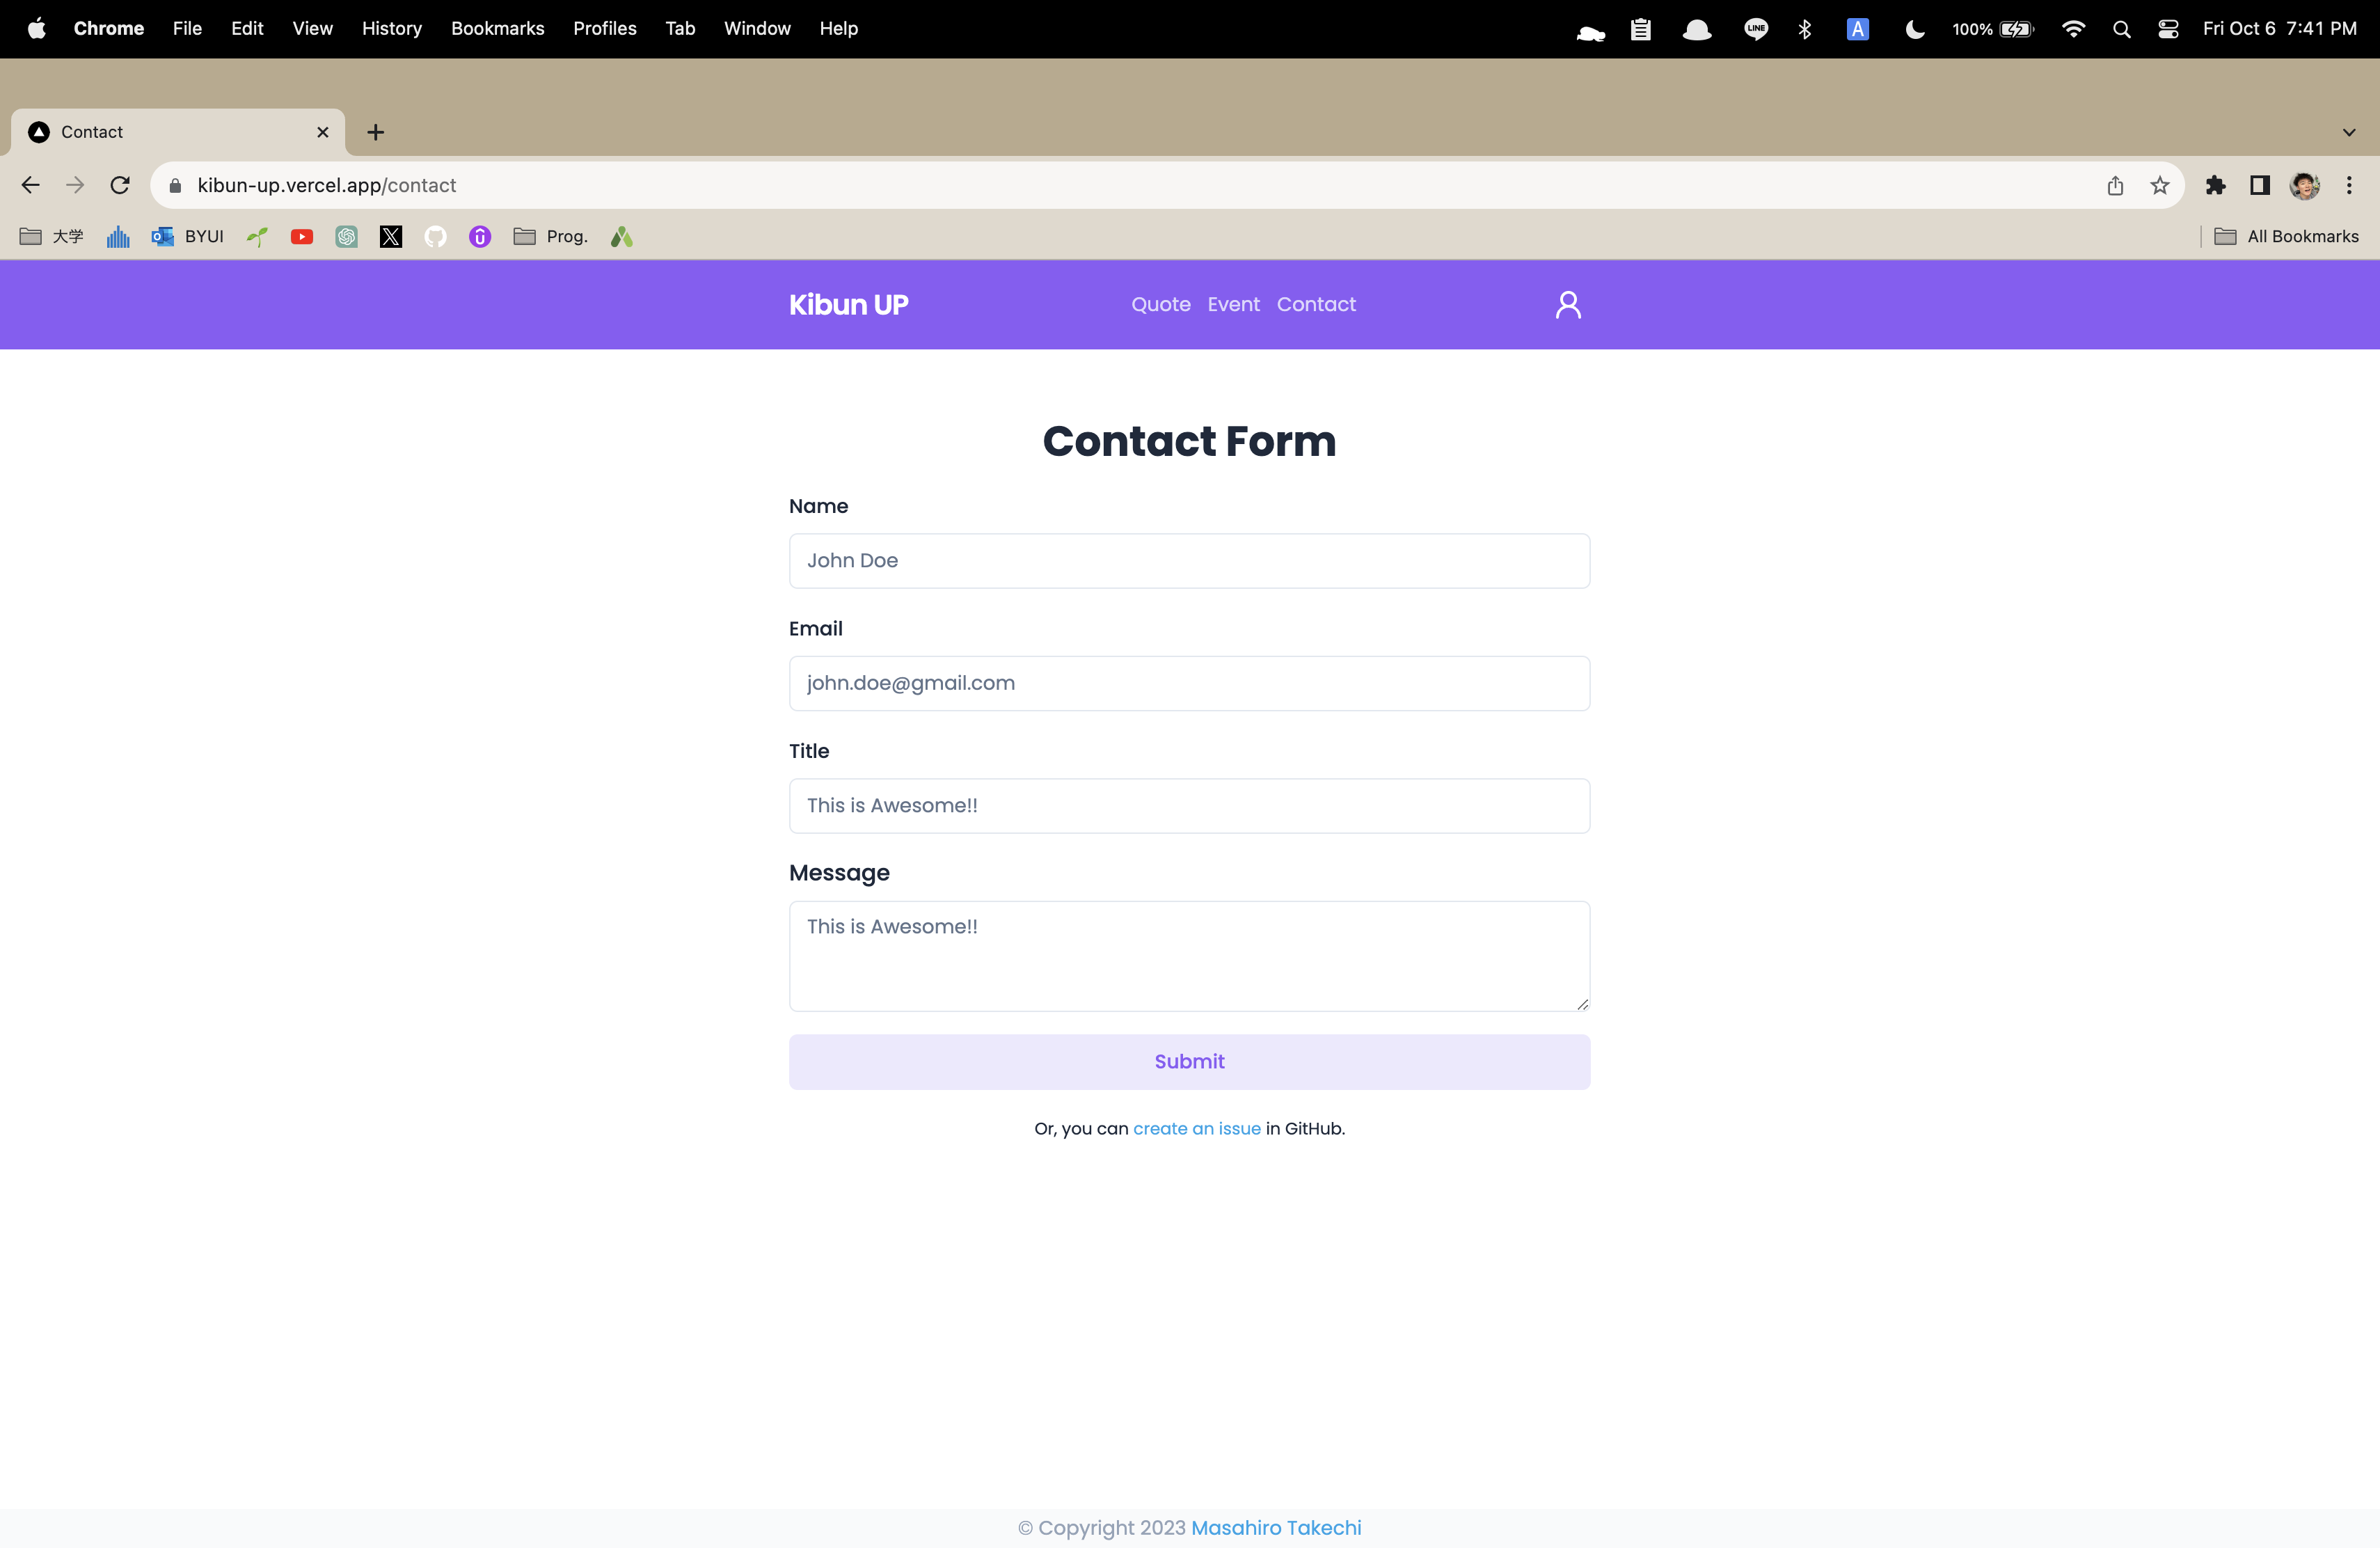 Chrome File Edit View History Bookmarks Profiles Tab Window Help LINE A 100% Fri Oct 6 7:41 PM
Contact
kibun-up.vercel.app/contact
大学 BYUI Prog. All Bookmarks
Kibun UP Quote Event Contact
Contact Form
Name
John Doe
Email
john.doe@gmail.com
Title
This is Awesome!!
Message
This is Awesome!!
Submit
Or, you can create an issue in GitHub.
© Copyright 2023 Masahiro Takechi